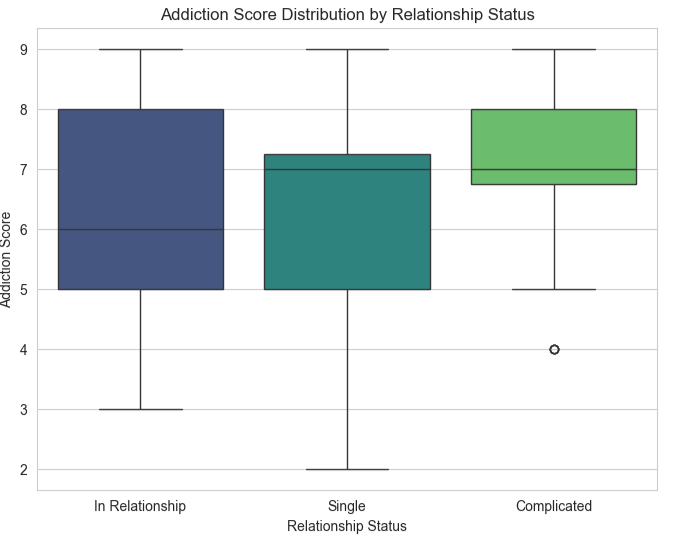 Addiction Score Distribution by Relationship Status
9
8
7
6
5
4
3
2
Addiction Score
In Relationship
Single
Complicated
Relationship Status